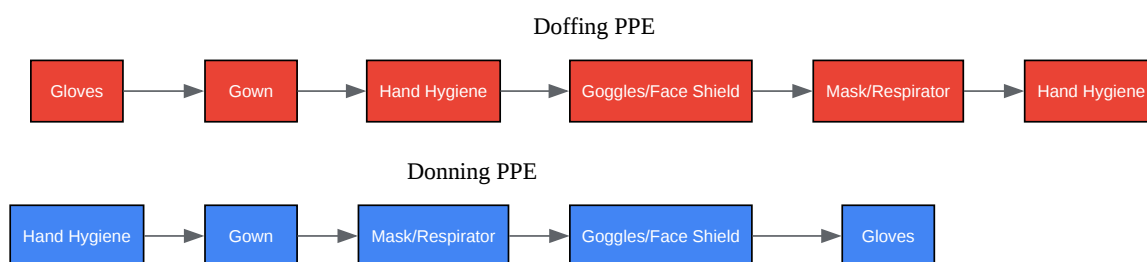 Doffing PPE
Gloves
Gown
Hand Hygiene
Goggles/Face Shield
Mask/Respirator
Hand Hygiene
Donning PPE
Hand Hygiene
Gown
Mask/Respirator
Goggles/Face Shield
Gloves